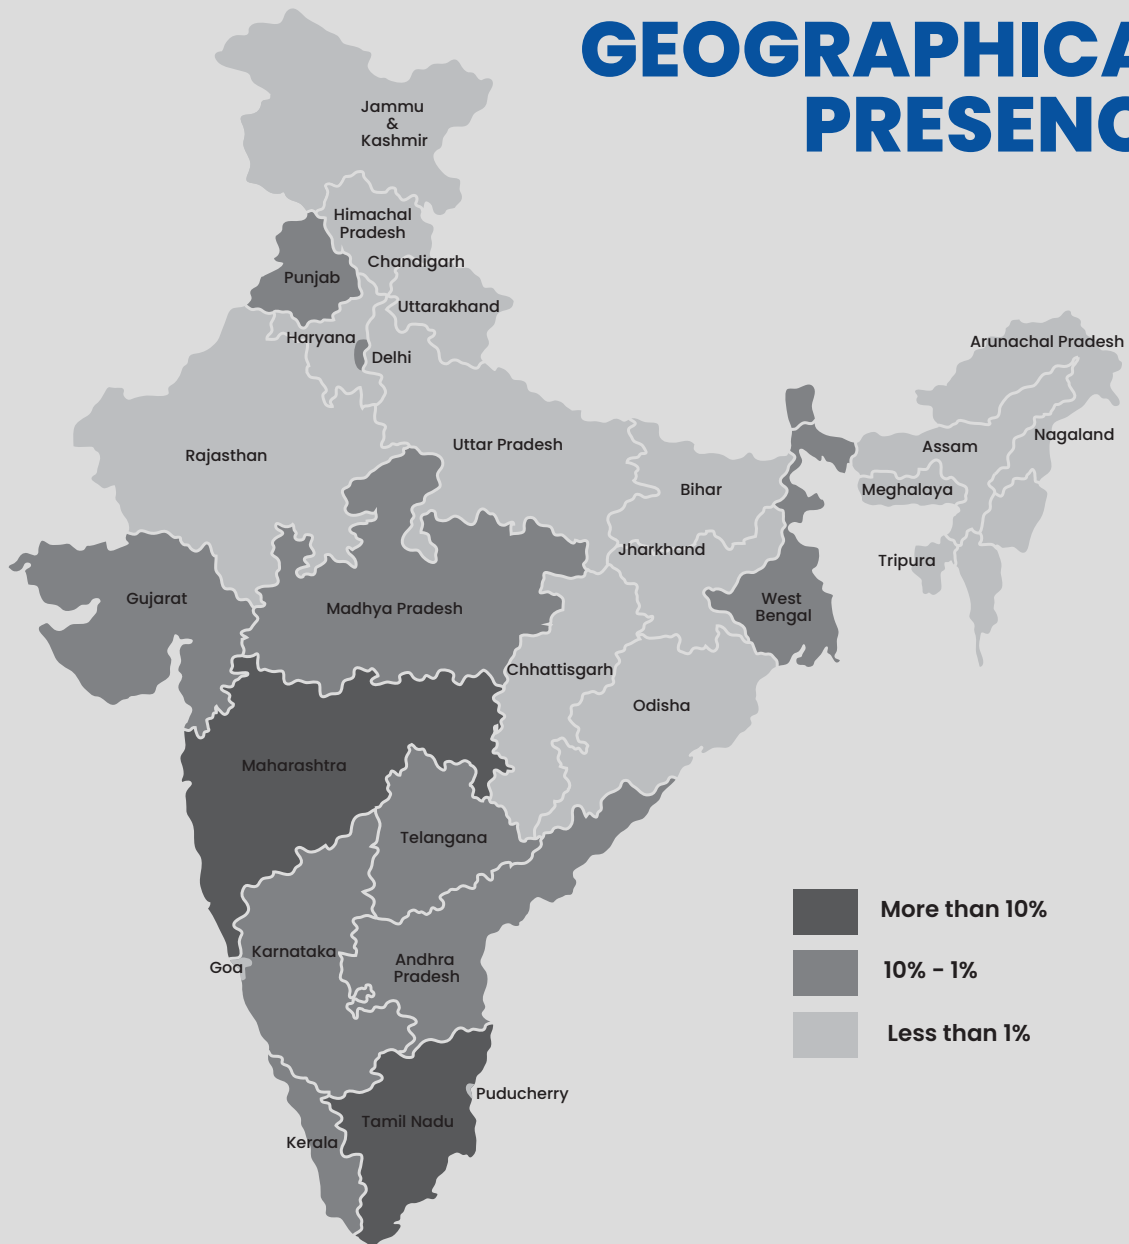 GEOGRAPHICA
PRESENC
Jammu
&
Kashmir
Himachal
Pradesh
Chandigarh
Punjab
Uttarakhand
Haryana
Delhi
Arunachal Pradesh
Rajasthan
Uttar Pradesh
Nagaland
Assam
Bihar
Meghalaya
Jharkhand
Tripura
Gujarat
Madhya Pradesh
West
Bengal
Chhattisgarh
Odisha
Maharashtra
Telangana
More than 10%
Karnataka
Goa
Andhra
Pradesh
10% - 1%
Less than 1%
Puducherry
Tamil Nadu
Kerala